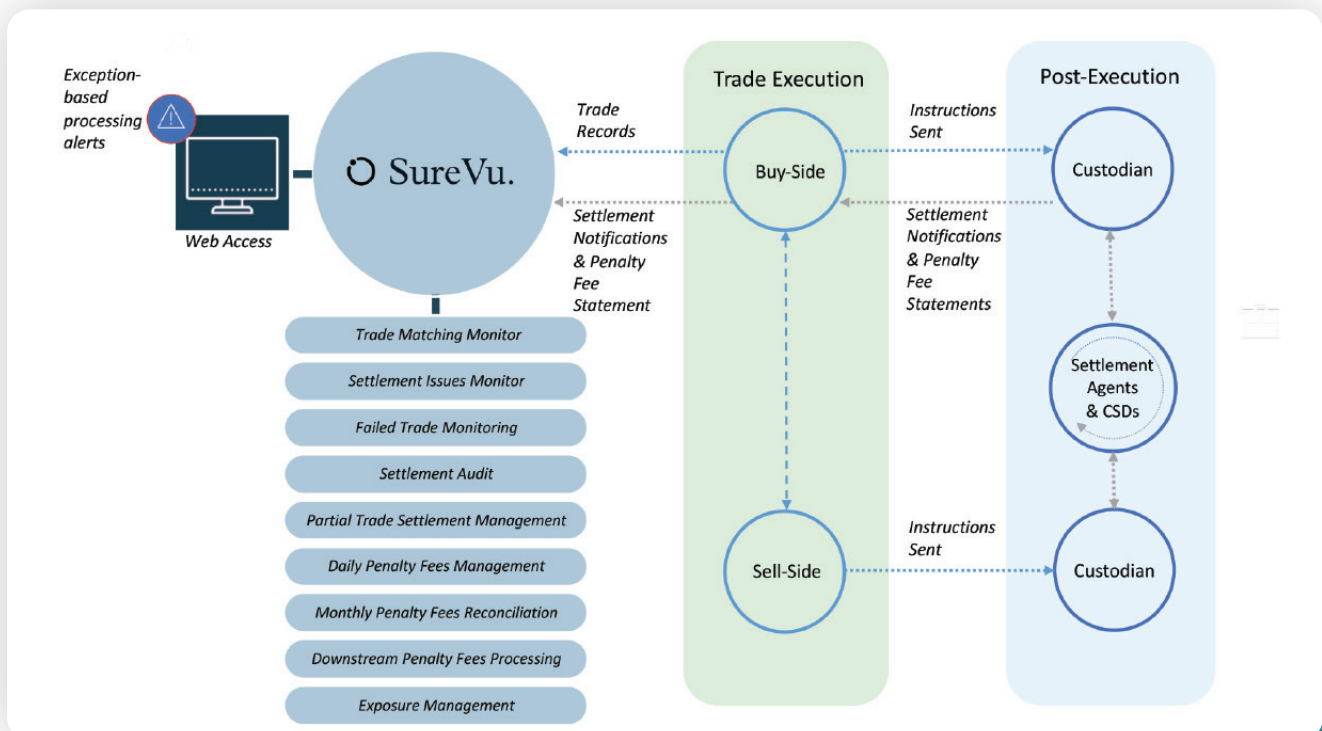 Exception-
based
processing
alerts
Web Access
SureVu.
Trade
Records
Settlement
Notifications
& Penalty
Fee
Statement
Trade Execution
Buy-Side
Sell-Side
Instructions
Sent
Settlement
Notifications
& Penalty
Fee
Statements
Instructions
Sent
Post-Execution
Custodian
Settlement
Agents
& CSDs
Custodian
Trade Matching Monitor
Settlement Issues Monitor
Failed Trade Monitoring
Settlement Audit
Partial Trade Settlement Management
Daily Penalty Fees Management
Monthly Penalty Fees Reconciliation
Downstream Penalty Fees Processing
Exposure Management